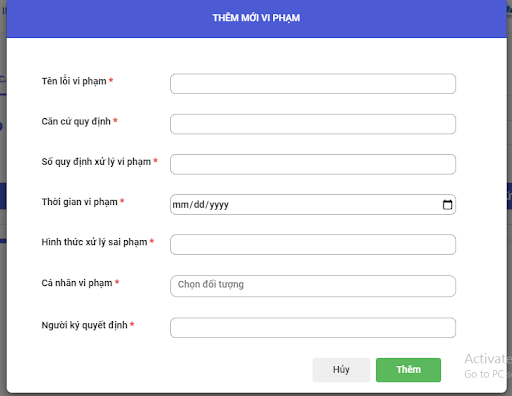 THÊM MỚI VI PHẠM
Tên lỗi vi phạm *
Căn cứ quy định *
Số quy định xử lý vi phạm *
Thời gian vi phạm *
mm/dd/yyyy
Hình thức xử lý sai phạm *
Cá nhân vi phạm *
Chọn đối tượng
Người ký quyết định *
Hủy
Thêm
Activate
Go to PC